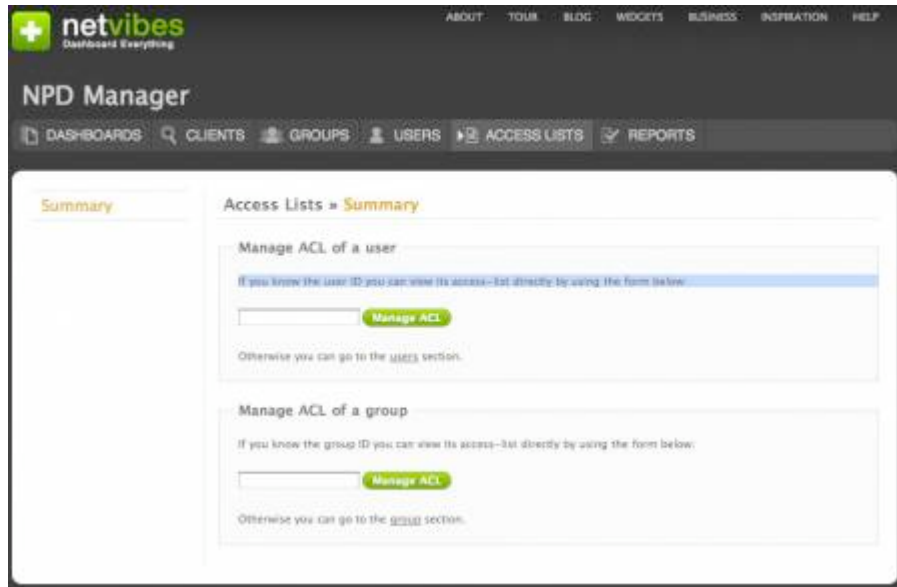 netvibes
Dashboard Everything
ABOUT TOUR BLOG WIDGETS BUSINESS INSPIRATION HELP
NPD Manager
DASHBOARDS CLIENTS GROUPS USERS ACCESS LISTS REPORTS
Summary
Access Lists » Summary
Manage ACL of a user
If you know the user ID you can view its access-list directly by using the form below.
Manage ACL
Otherwise you can go to the users section.
Manage ACL of a group
If you know the group ID you can view its access-list directly by using the form below.
Manage ACL
Otherwise you can go to the group section.